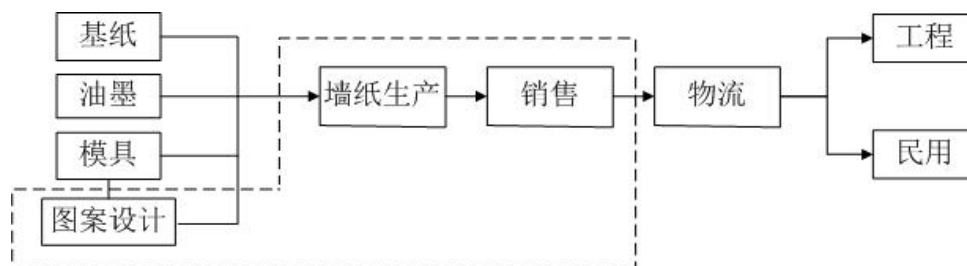 基纸
油墨
模具
图案设计
墙纸生产
销售
物流
工程
民用